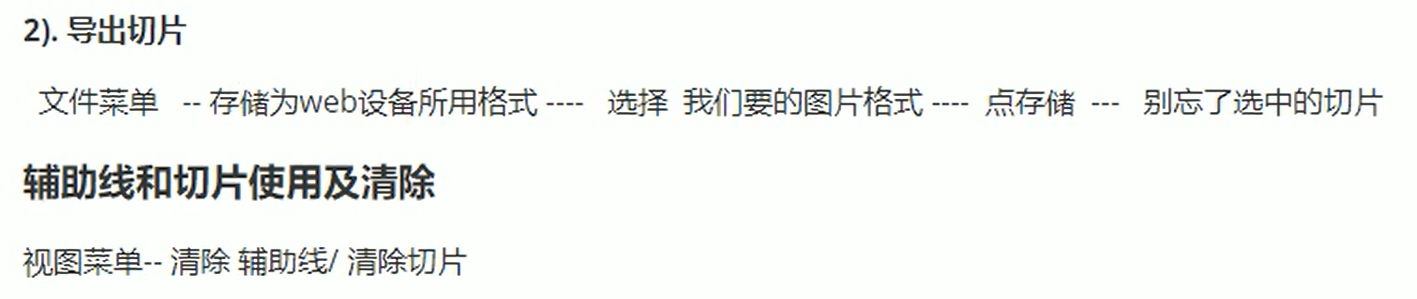 2). 导出切片
文件菜单 -- 存储为web设备所用格式 ---- 选择 我们要的图片格式 ---- 点存储 --- 别忘了选中的切片
辅助线和切片使用及清除
视图菜单-- 清除 辅助线/ 清除切片